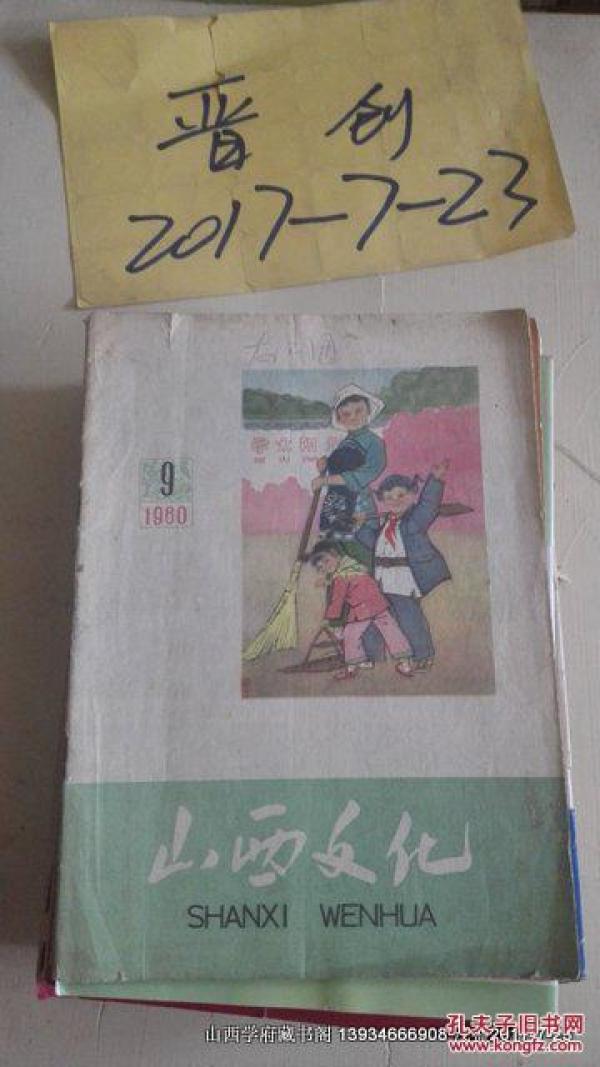 晋创
2017-7-23
9
1960
山西文化
SHANXI WENHUA
山西学府藏书阁 13934666908
孔夫子旧书网
www.kongfz.com